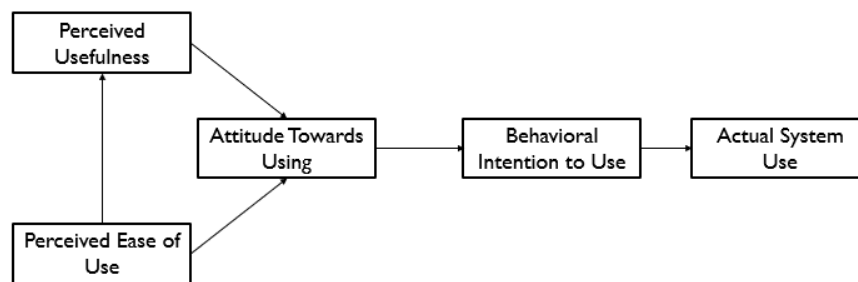 Perceived
Usefulness
Attitude Towards
Using
Behavioral
Intention to Use
Actual System
Use
Perceived Ease of
Use